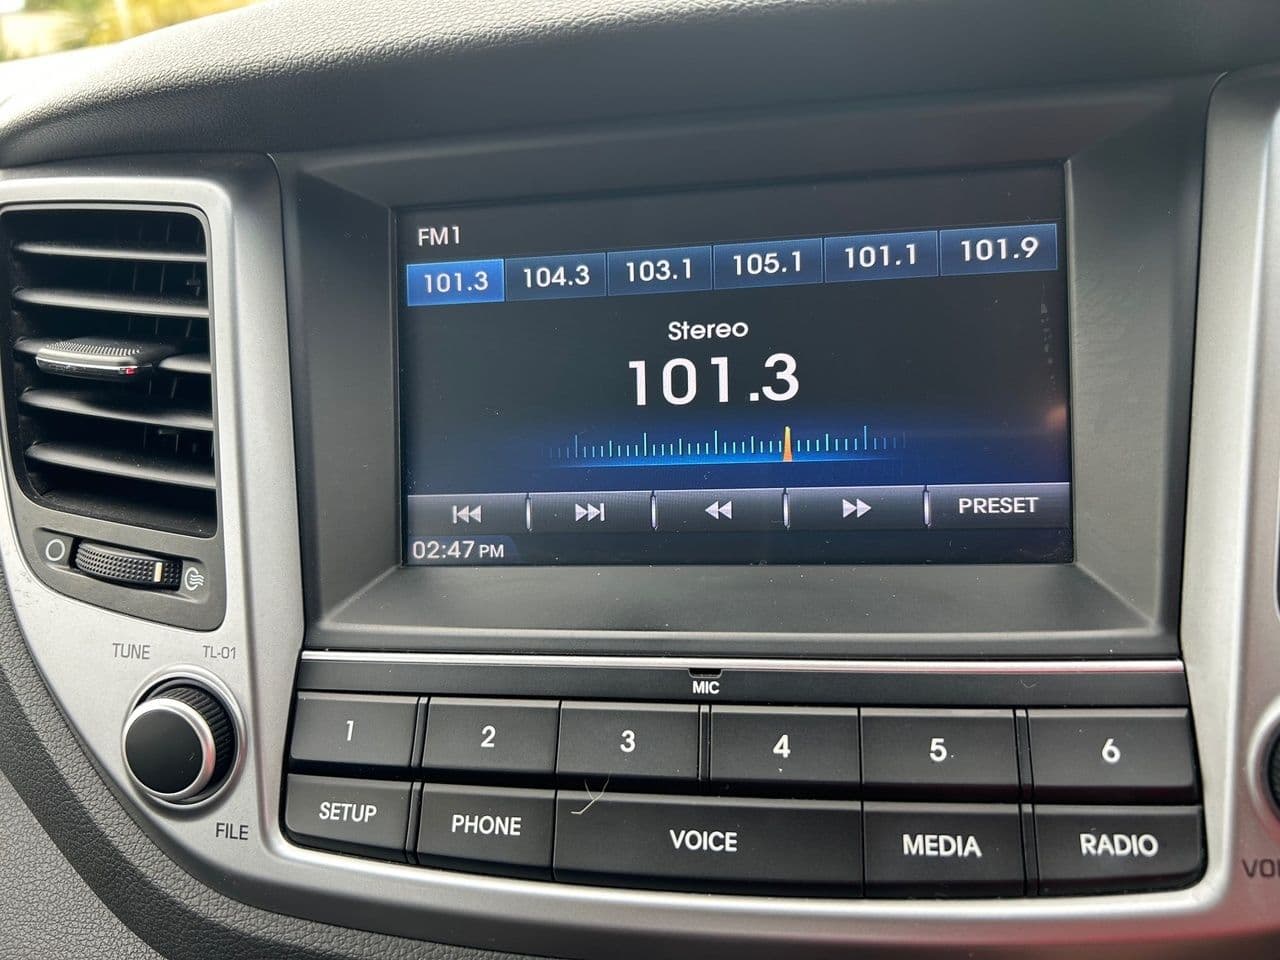 FM1
101.3 104.3 103.1 105.1 101.1 101.9
Stereo
101.3
PRESET
02:47 PM
TUNE TL-01
MIC
1 2 3 4 5 6
FILE
SETUP PHONE VOICE MEDIA RADIO